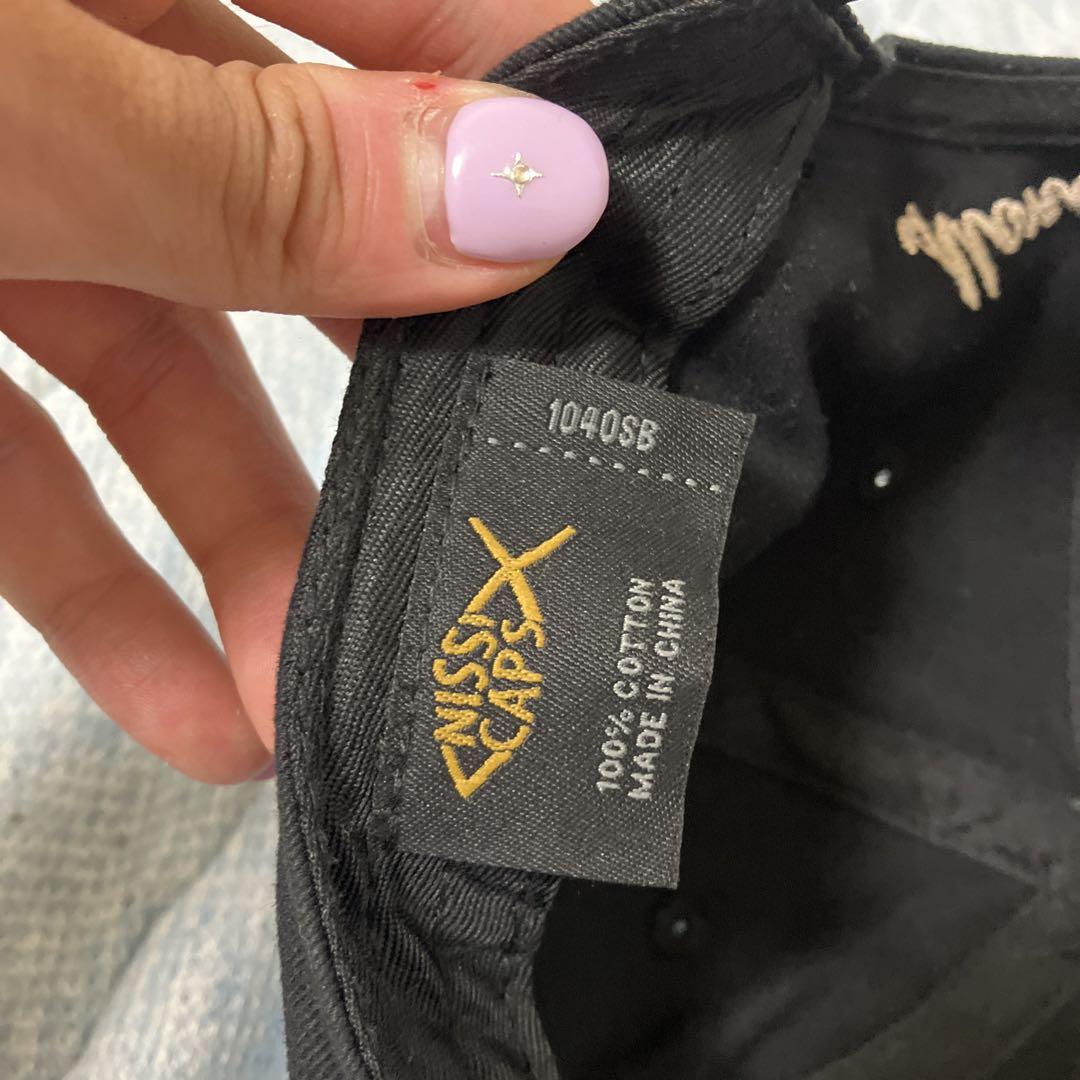 1040SB
NISSI
CAPS
100% COTTON
MADE IN CHINA